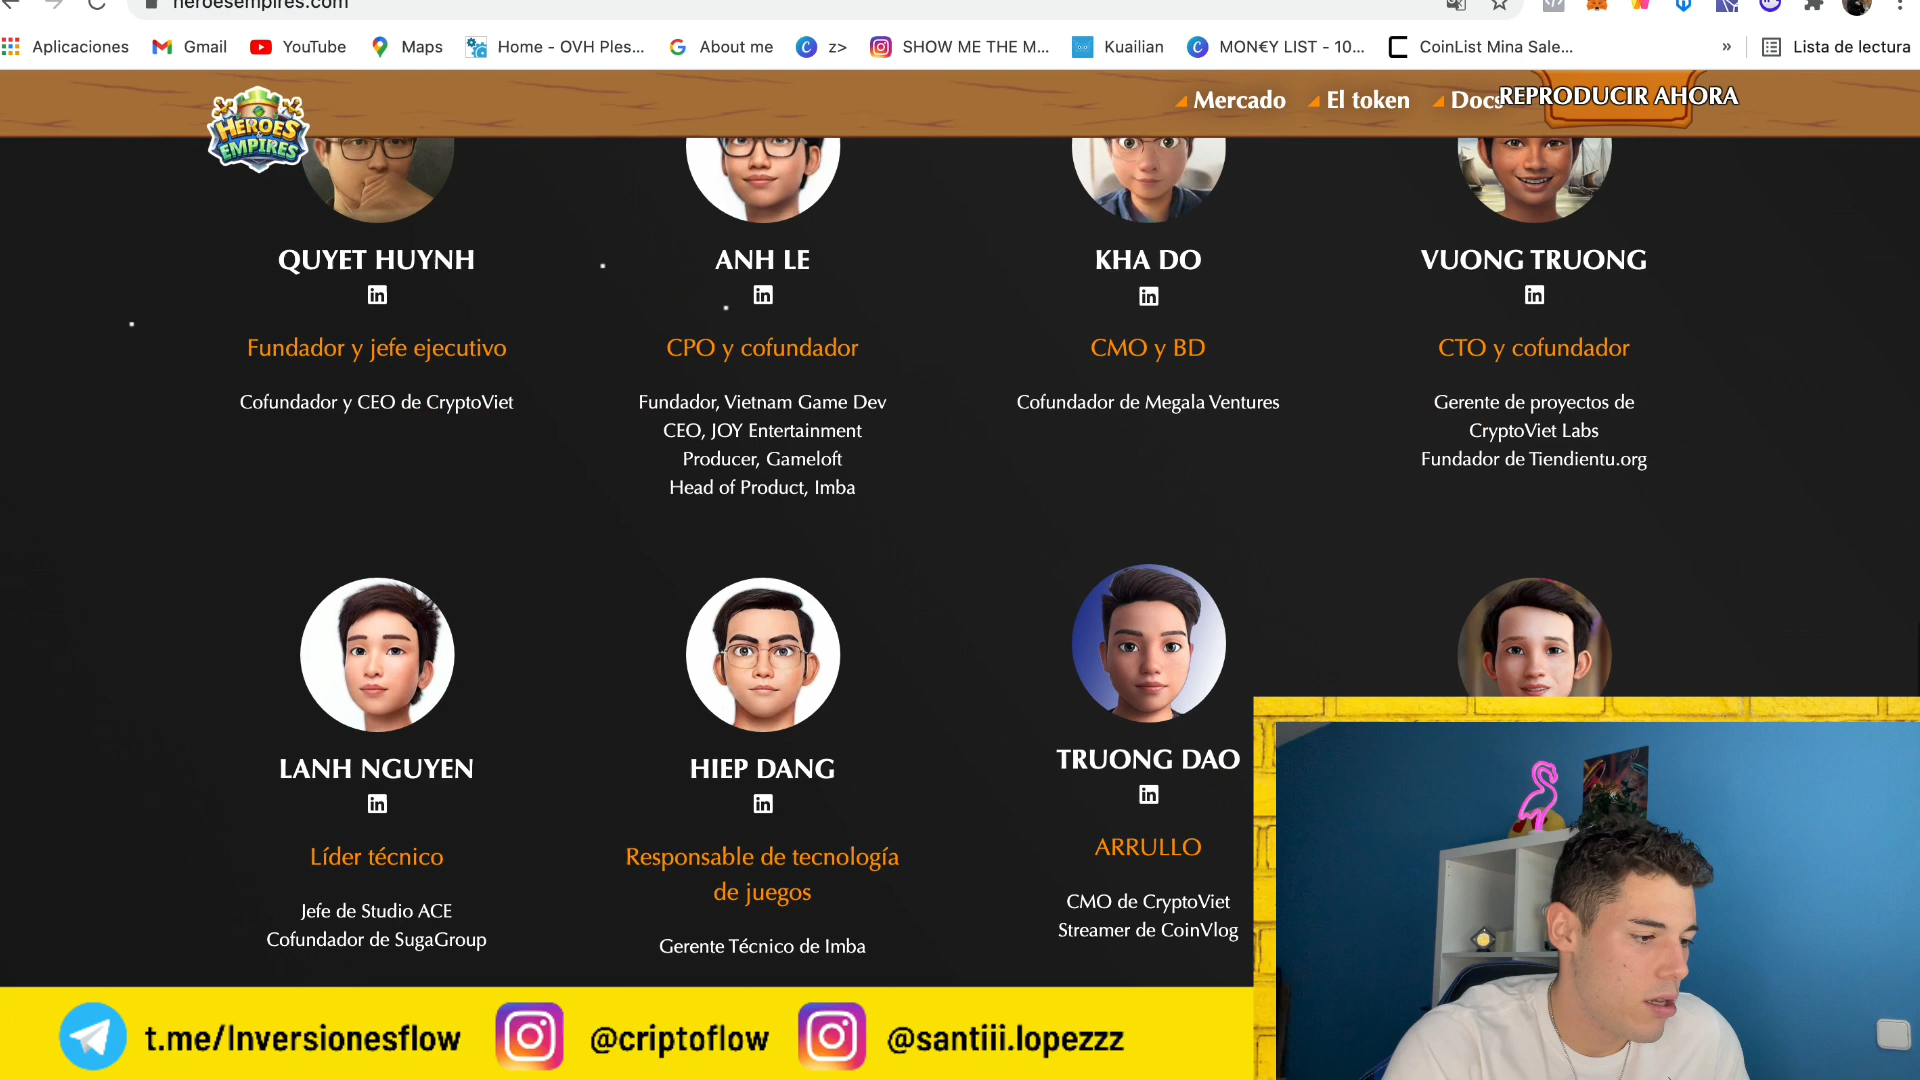 heroesempires.com
Aplicaciones
Gmail
YouTube
Maps
Home - OVH Ples...
About me
z>
SHOW ME THE M...
Kuailian
MON€Y LIST - 10...
CoinList Mina Sale...
»
Lista de lectura
HEROES
&
EMPIRES
Mercado
El token
Docs
REPRODUCIR AHORA
QUYET HUYNH
Fundador y jefe ejecutivo
Cofundador y CEO de CryptoViet
ANH LE
CPO y cofundador
Fundador, Vietnam Game Dev
CEO, JOY Entertainment
Producer, Gameloft
Head of Product, Imba
KHA DO
CMO y BD
Cofundador de Megala Ventures
VUONG TRUONG
CTO y cofundador
Gerente de proyectos de
CryptoViet Labs
Fundador de Tiendientu.org
LANH NGUYEN
Líder técnico
Jefe de Studio ACE
Cofundador de SugaGroup
HIEP DANG
Responsable de tecnología
de juegos
Gerente Técnico de Imba
TRUONG DAO
ARRULLO
CMO de CryptoViet
Streamer de CoinVlog
t.me/Inversionesflow
@criptoflow
@santiii.lopezzz